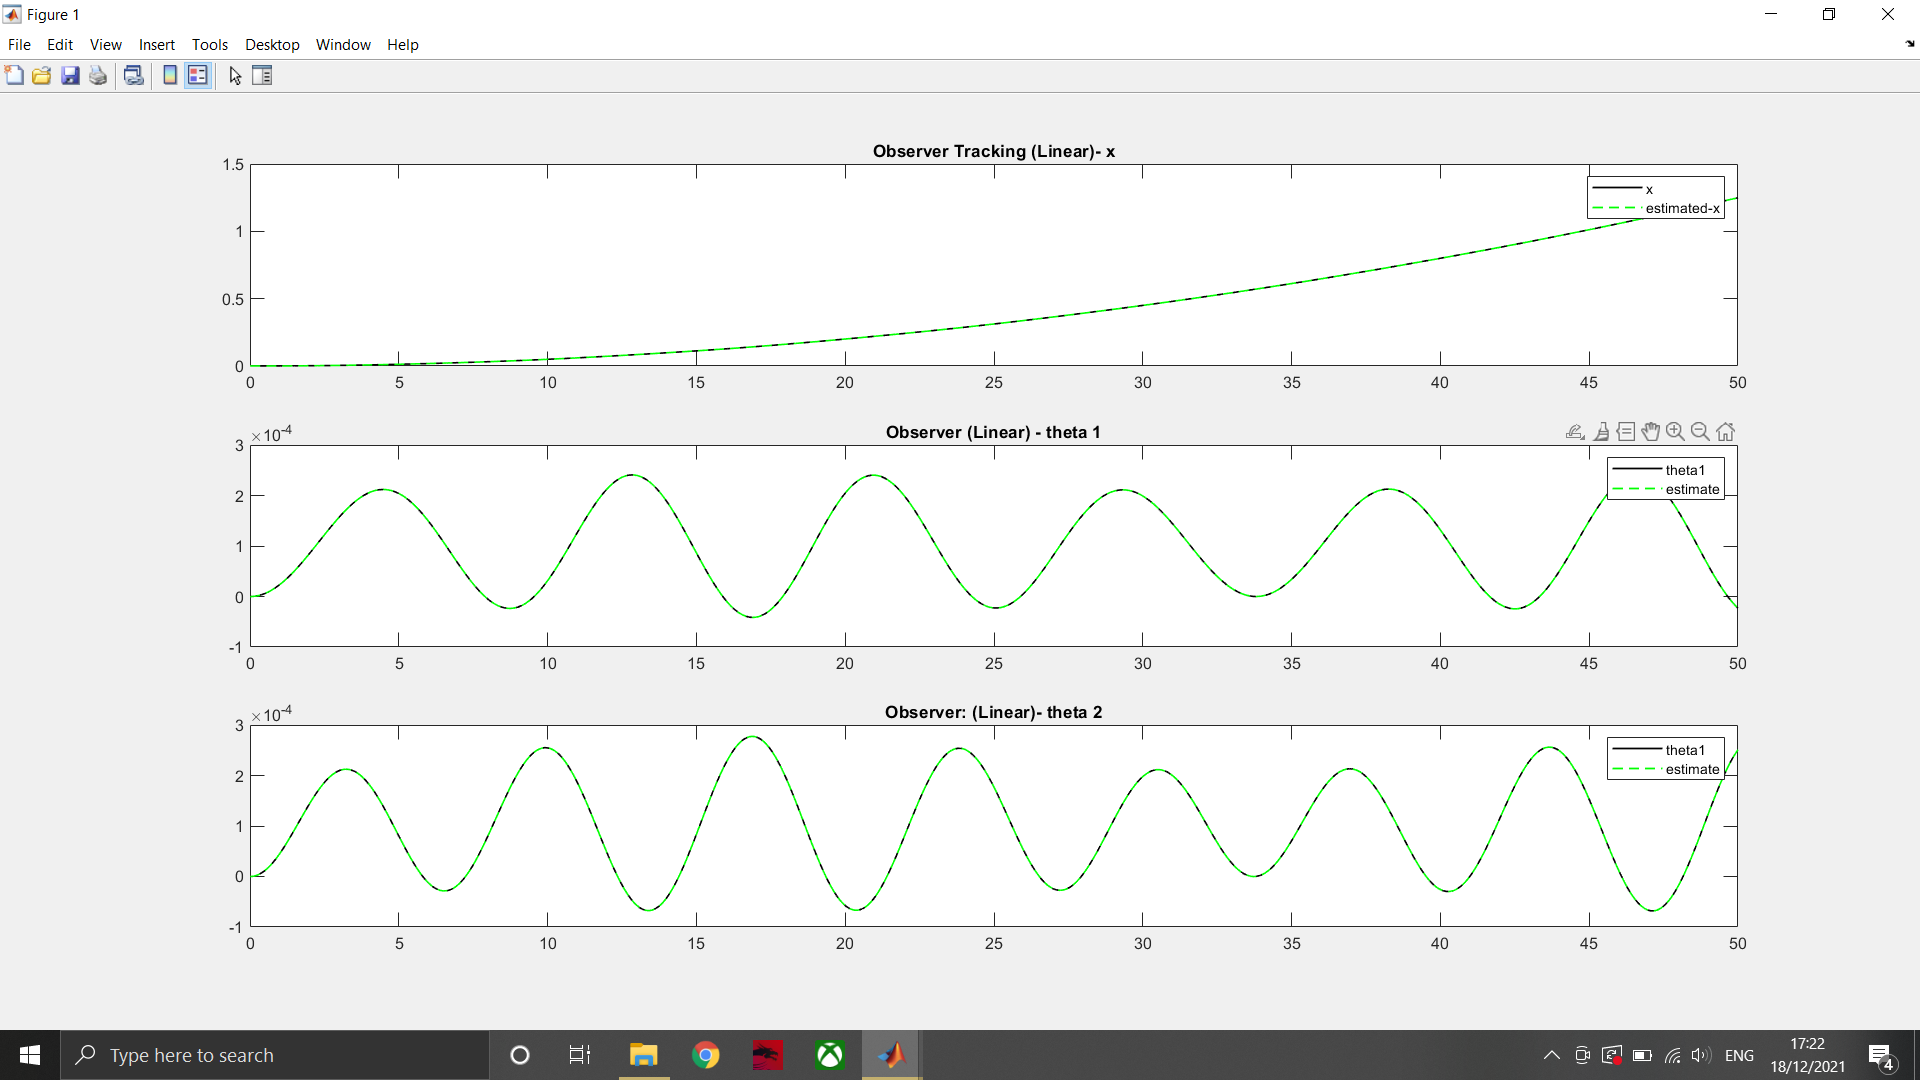 Figure 1
File Edit View Insert Tools Desktop Window Help
Observer Tracking (Linear)- x
1.5
1
0.5
0
x
estimated-x
0 5 10 15 20 25 30 35 40 45 50
×10-4
Observer (Linear) - theta 1
3
2
1
0
-1
theta1
estimate
0 5 10 15 20 25 30 35 40 45 50
×10-4
Observer: (Linear)- theta 2
3
2
1
0
-1
theta1
estimate
0 5 10 15 20 25 30 35 40 45 50
Type here to search
ENG
17:22
18/12/2021
4